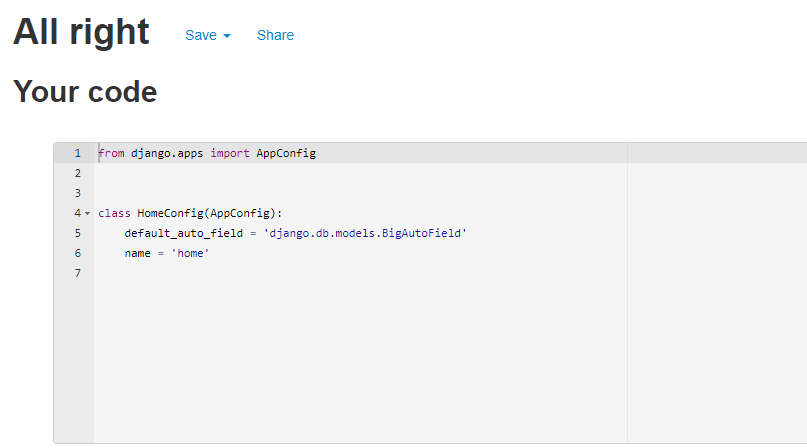 All right Save Share
Your code
1 from django.apps import AppConfig
2
3
4 class HomeConfig(AppConfig):
5     default_auto_field = 'django.db.models.BigAutoField'
6     name = 'home'
7